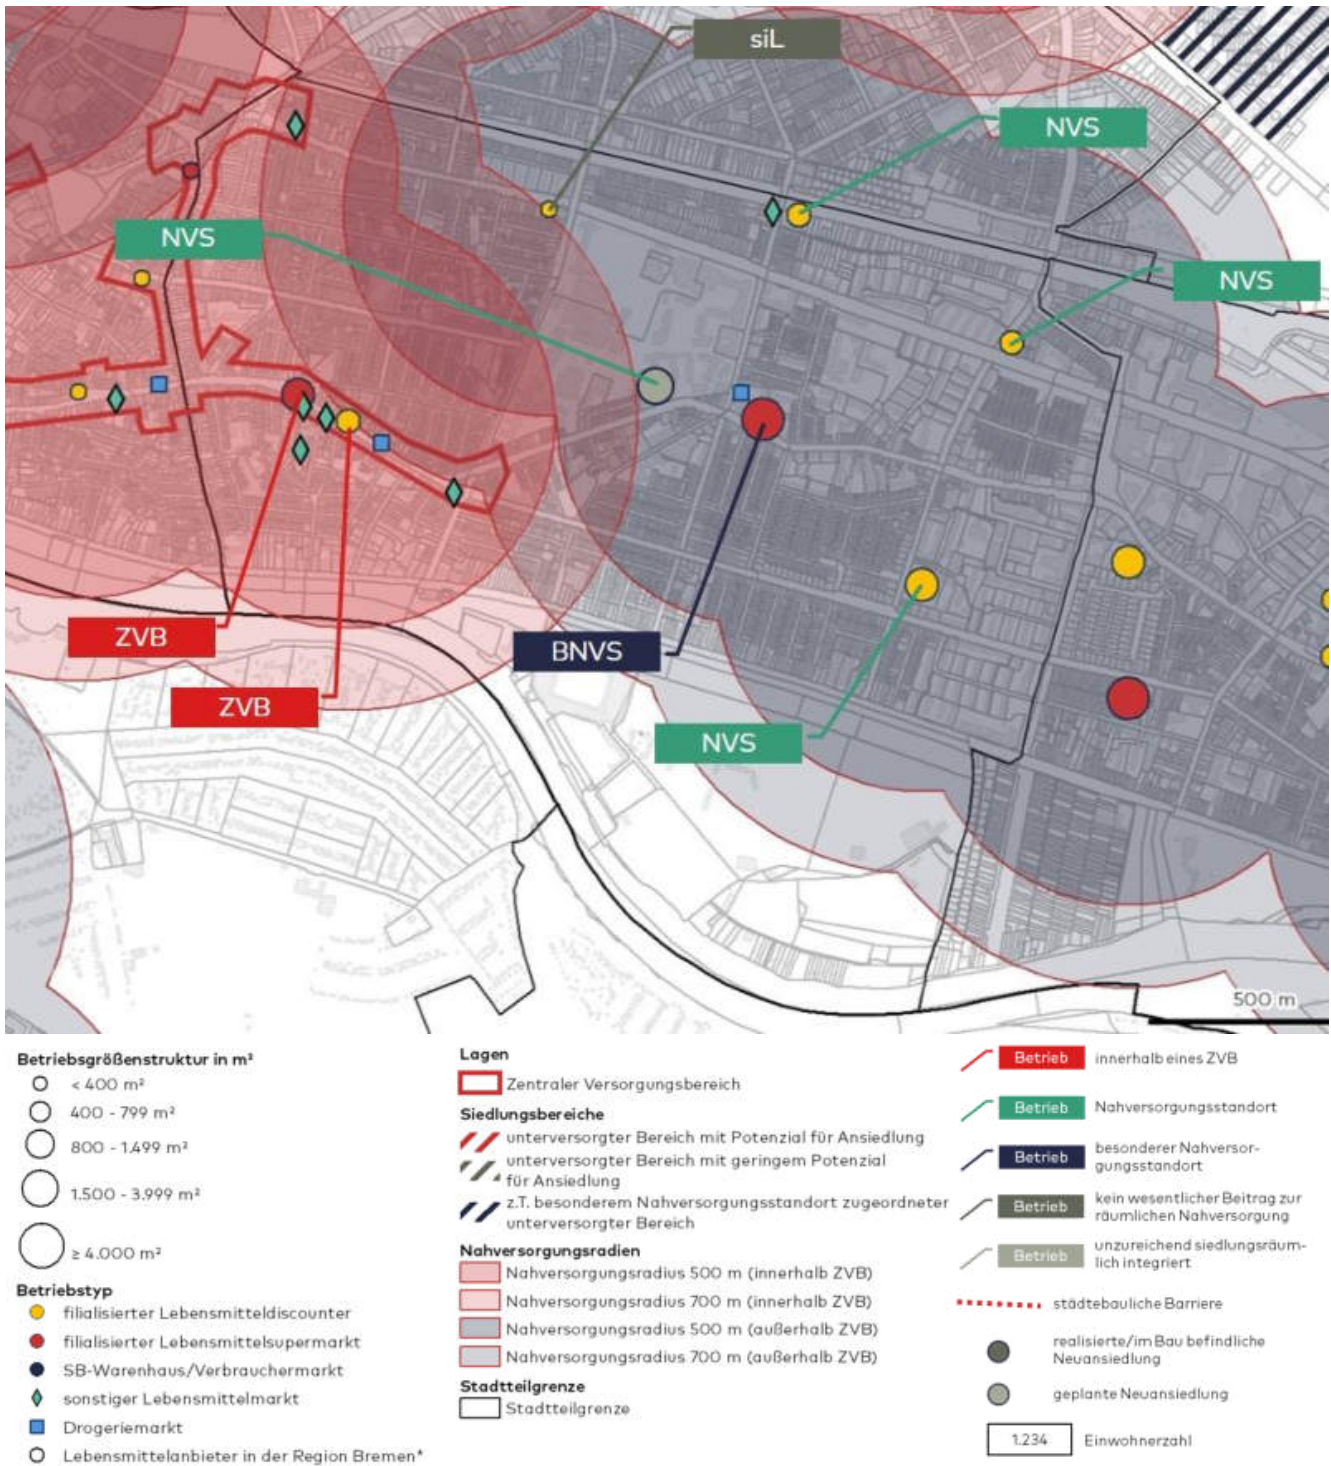 siL
NVS
NVS
NVS
ZVB
BNVS
ZVB
NVS
500 m
Betriebsgrößenstruktur in m²
< 400 m²
400 - 799 m²
800 - 1.499 m²
1.500 - 3.999 m²
≥ 4.000 m²
Betriebstyp
filialisierter Lebensmitteldiscounter
filialisierter Lebensmittelsupermarkt
SB-Warenhaus/Verbrauchermarkt
sonstiger Lebensmittelmarkt
Drogeriemarkt
Lebensmittelanbieter in der Region Bremen*
Lagen
Zentraler Versorgungsbereich
Siedlungsbereiche
unterversorgter Bereich mit Potenzial für Ansiedlung
unterversorgter Bereich mit geringem Potenzial
für Ansiedlung
z.T. besonderem Nahversorgungsstandort zugeordneter
unterversorgter Bereich
Nahversorgungsradien
Nahversorgungsradius 500 m (innerhalb ZVB)
Nahversorgungsradius 700 m (innerhalb ZVB)
Nahversorgungsradius 500 m (außerhalb ZVB)
Nahversorgungsradius 700 m (außerhalb ZVB)
Stadtteilgrenze
Stadtteilgrenze
Betrieb innerhalb eines ZVB
Betrieb Nahversorgungsstandort
Betrieb besonderer Nahversor-
gungsstandort
Betrieb kein wesentlicher Beitrag zur
räumlichen Nahversorgung
Betrieb unzureichend siedlungsräum-
lich integriert
städtebauliche Barriere
realisierte/im Bau befindliche
Neuansiedlung
geplante Neuansiedlung
1.234 Einwohnerzahl